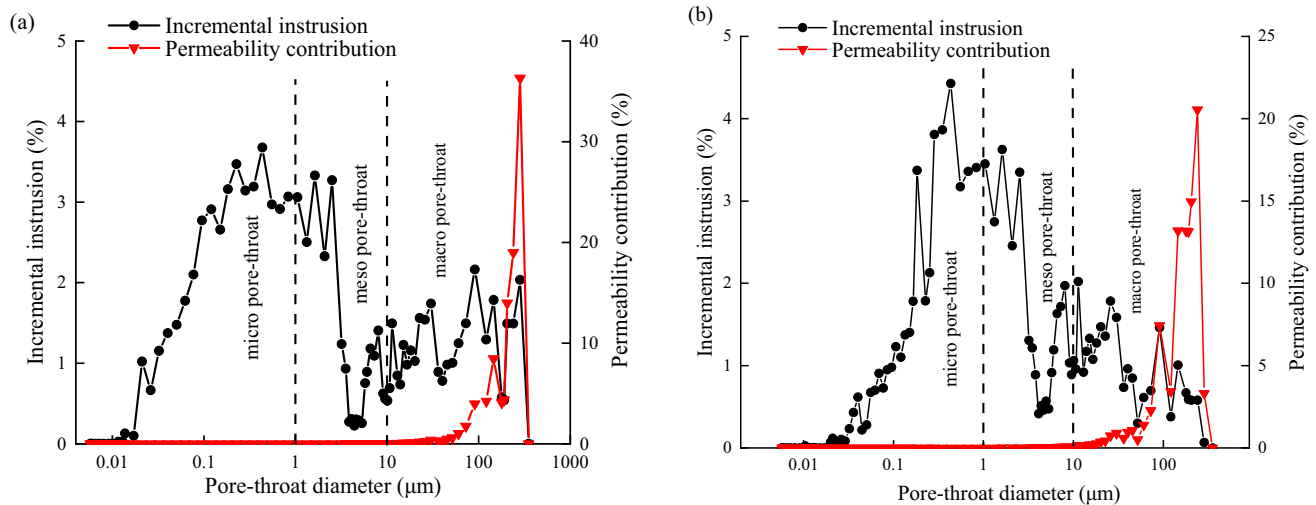 (a)
Incremental instrusion
Permeability contribution
5
4
3
2
1
0
Incremental instrusion (%)
40
30
20
10
0
Permeability contribution (%)
micro pore-throat
meso pore-throat
macro pore-throat
0.01
0.1
1
10
100
1000
Pore-throat diameter (μm)
(b)
Incremental instrusion
Permeability contribution
5
4
3
2
1
0
Incremental instrusion (%)
25
20
15
10
5
0
Permeability contribution (%)
micro pore-throat
meso pore-throat
macro pore-throat
0.01
0.1
1
10
100
Pore-throat diameter (μm)